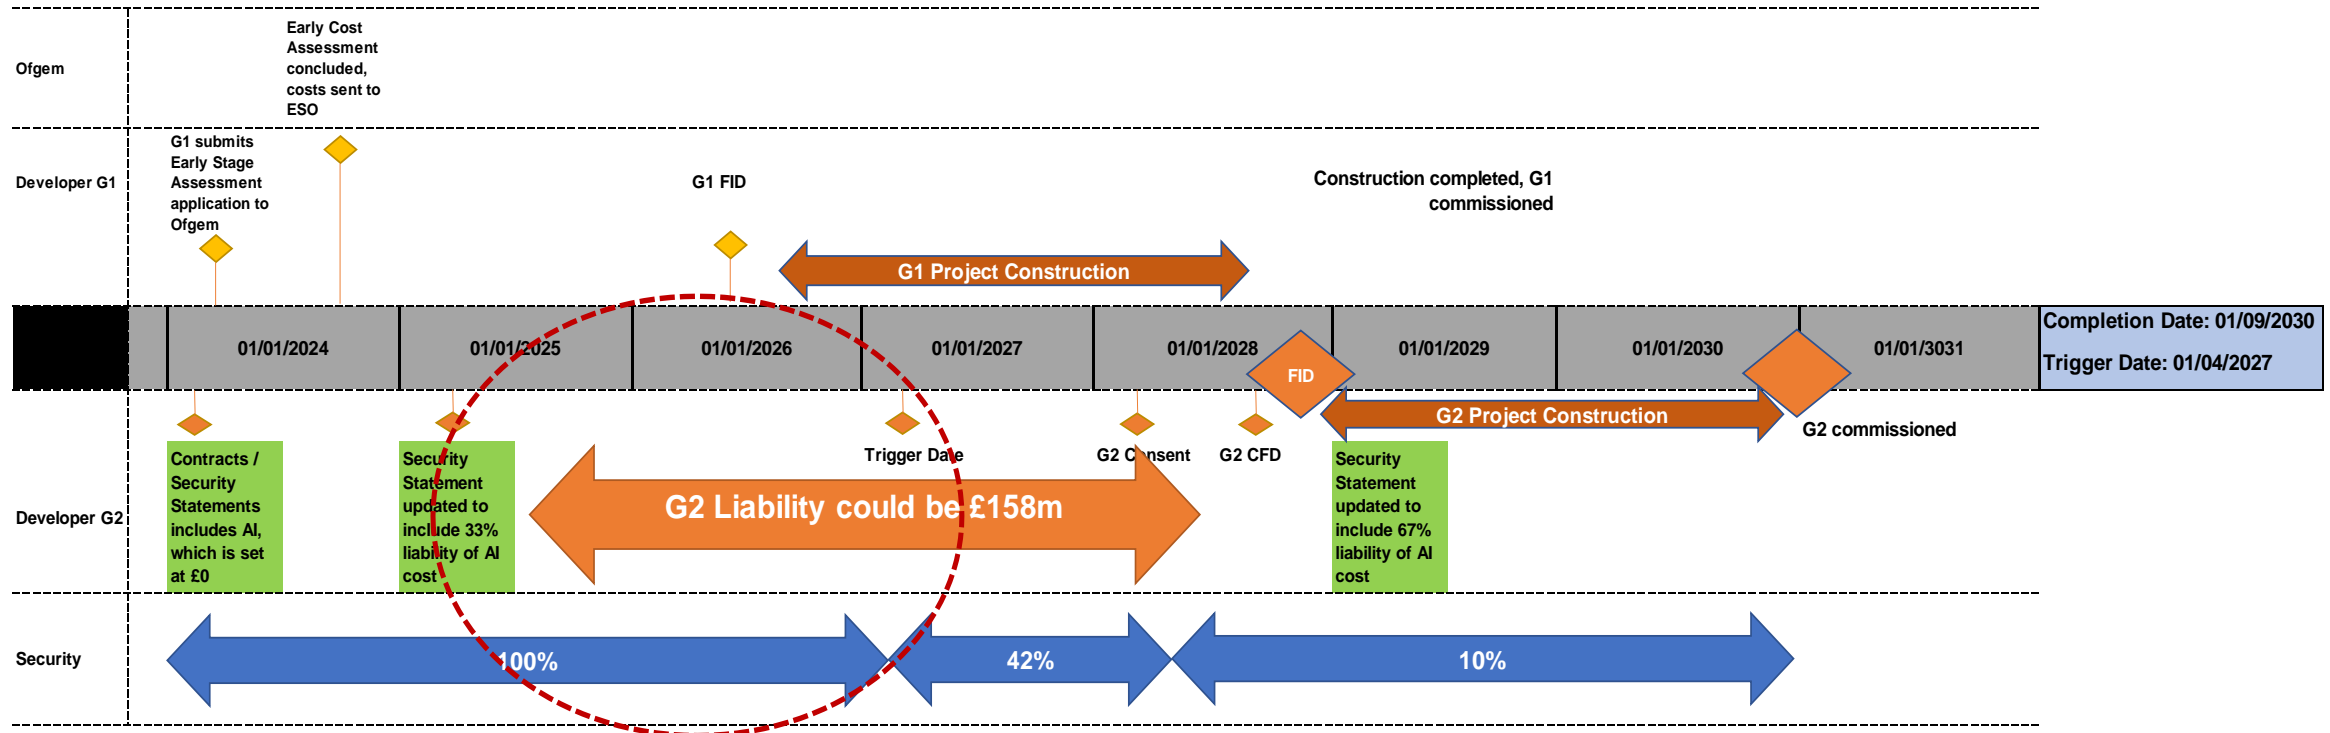 Ofgem
Early Cost
Assessment
concluded,
costs sent to
ESO
Developer G1
G1 submits
Early Stage
Assessment
application to
Ofgem
G1 FID
Construction completed, G1
commissioned
G1 Project Construction
01/01/2024
01/01/2025
01/01/2026
01/01/2027
01/01/2028
01/01/2029
01/01/2030
01/01/3031
Completion Date: 01/09/2030
Trigger Date: 01/04/2027
FID
G2 Project Construction
G2 commissioned
Developer G2
Contracts /
Security
Statements
includes AI,
which is set
at £0
Security
Statement
updated to
include 33%
liability of AI
cost
Trigger Date
G2 Consent
G2 CFD
G2 Liability could be £158m
Security
Statement
updated to
include 67%
liability of AI
cost
Security
100%
42%
10%